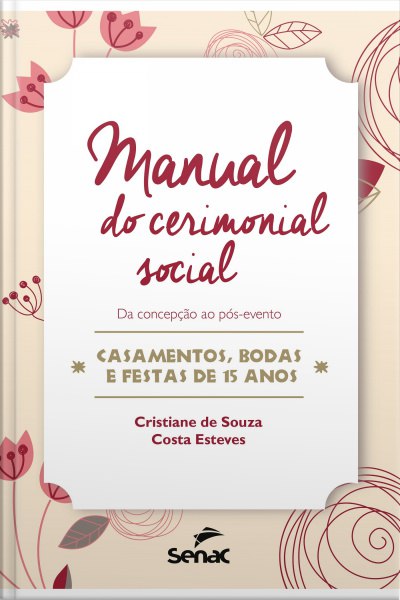 Manual
do cerimonial
social
Da concepção ao pós-evento
CASAMENTOS, BODAS
E FESTAS DE 15 ANOS
Cristiane de Souza
Costa Esteves
Senac